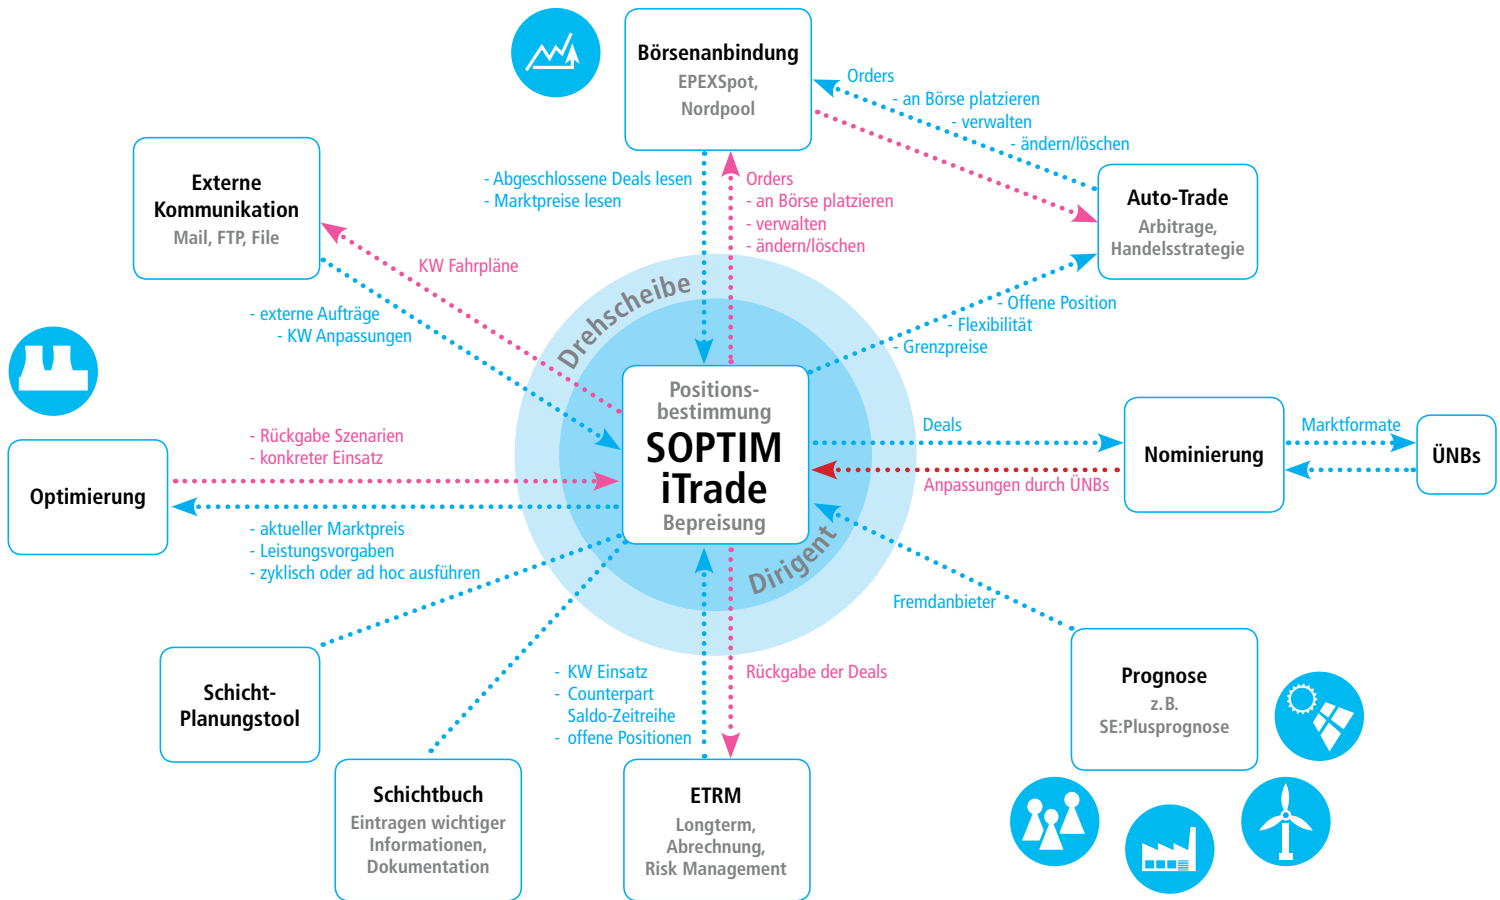 Börsenanbindung
EPEXSpot,
Nordpool
Orders
- an Börse platzieren
- verwalten
- ändern/löschen
Externe
Kommunikation
Mail, FTP, File
- Abgeschlossene Deals lesen
- Marktpreise lesen
Orders
- an Börse platzieren
- verwalten
- ändern/löschen
Auto-Trade
Arbitrage,
Handelsstrategie
KW Fahrpläne
- externe Aufträge
- KW Anpassungen
Drehscheibe
- Offene Position
- Flexibilität
- Grenzpreise
Positions-
bestimmung
SOPTIM
iTrade
Bepreisung
Dirigent
- Rückgabe Szenarien
- konkreter Einsatz
Optimierung
- aktueller Marktpreis
- Leistungsvorgaben
- zyklisch oder ad hoc ausführen
Deals
Anpassungen durch ÜNBs
Nominierung
Marktformate
ÜNBs
Fremdanbieter
Prognose
z. B.
SE:Plusprognose
Schicht-
Planungstool
- KW Einsatz
- Counterpart
Saldo-Zeitreihe
- offene Positionen
Rückgabe der Deals
Schichtbuch
Eintragen wichtiger
Informationen,
Dokumentation
ETRM
Longterm,
Abrechnung,
Risk Management